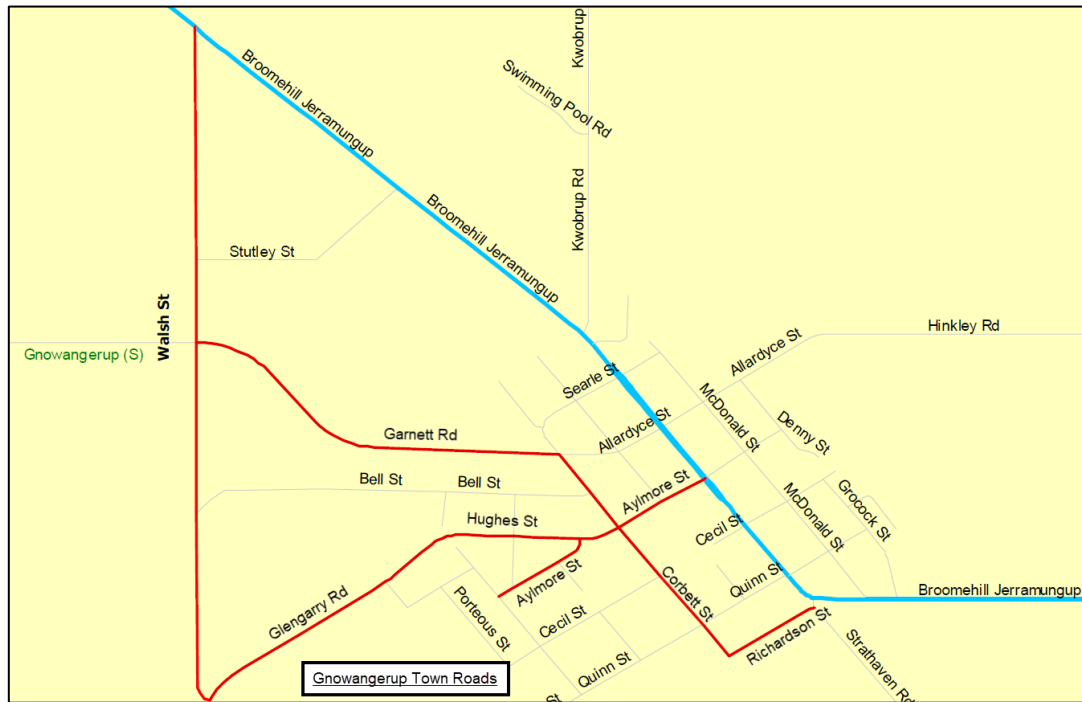 Kwobrup
Broomehill Jerramungup
Swimming Pool Rd
Broomehill Jerramungup
Kwobrup Rd
Stutley St
Walsh St
Gnowangerup (S)
Hinkley Rd
Allardyce St
Searle St
McDonald St
Denny St
Garnett Rd
Allardyce St
Bell St
Bell St
Aylmore St
McDonald St
Grocock St
Hughes St
Cecil St
Aylmore St
Corbett St
Quinn St
Broomehill Jerramungup
Glengarry Rd
Porteous St
Cecil St
Richardson St
Strathaven Rd
Quinn St
Gnowangerup Town Roads
St